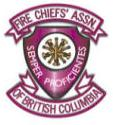 FIRE CHIEFS' ASSN.
SEMPER PROFICIENTES
OF BRITISH COLUMBIA